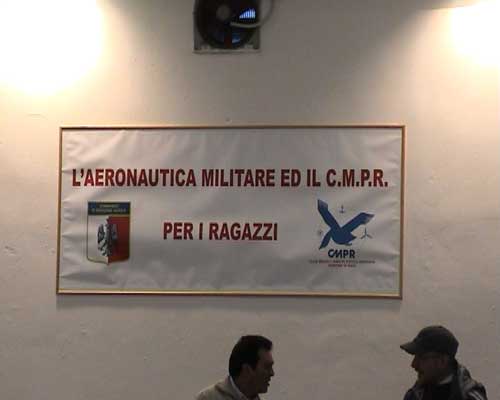 L'AERONAUTICA MILITARE ED IL C.M.P.R.
PER I RAGAZZI
CMPR